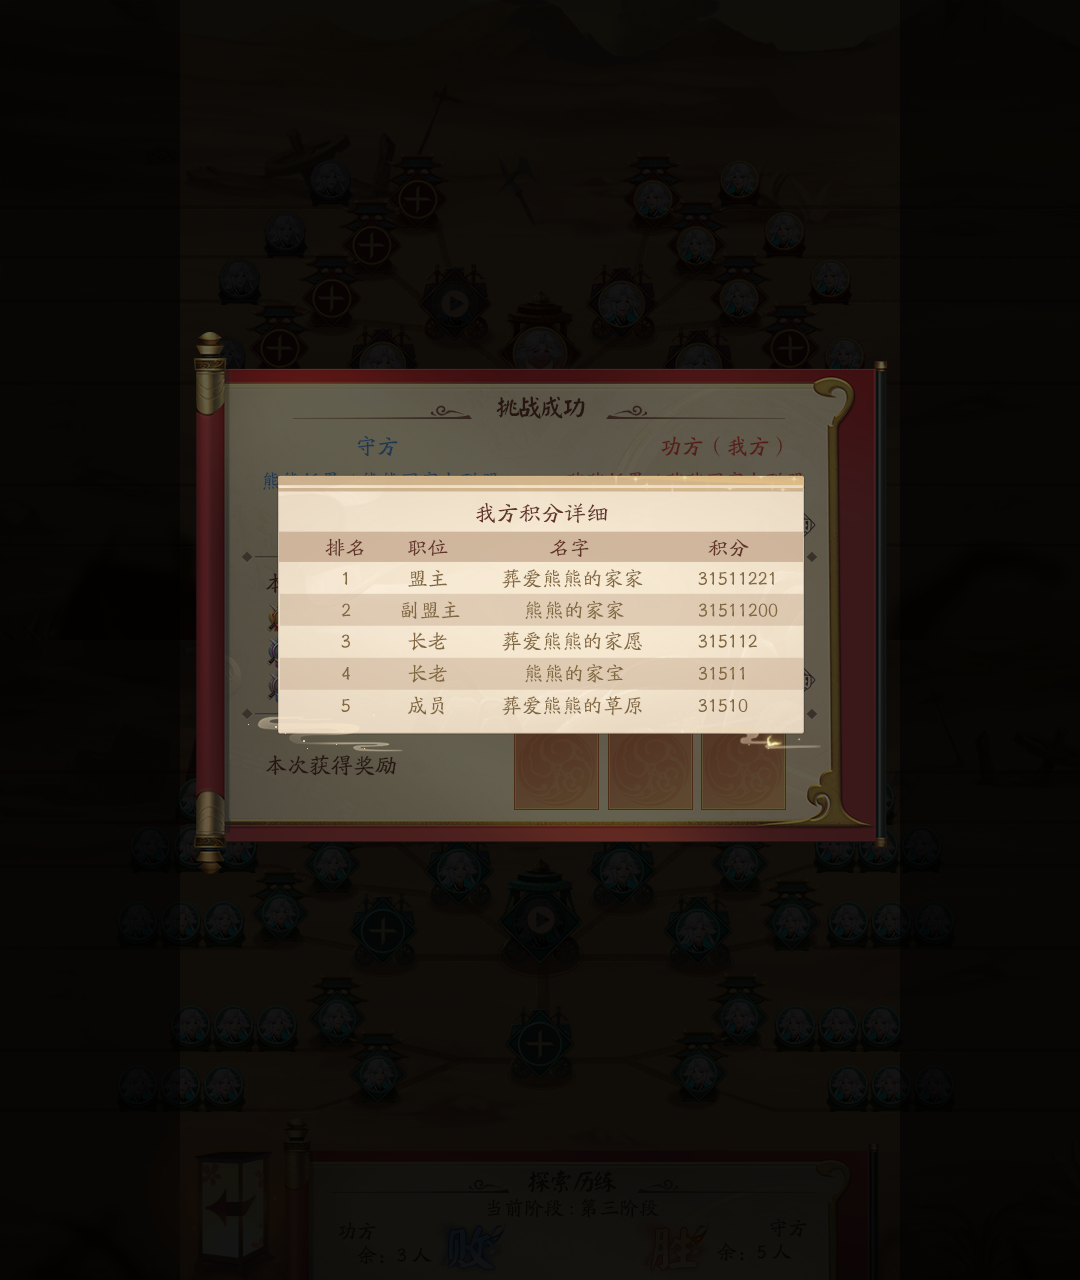 挑战成功
守方
功方（我方）
我方积分详细
排名 职位 名字 积分
1 盟主 葬爱熊熊的家家 31511221
2 副盟主 熊熊的家家 31511200
3 长老 葬爱熊熊的家愿 315112
4 长老 熊熊的家宝 31511
5 成员 葬爱熊熊的草原 31510
本次获得奖励
探索历练
当前阶段：第三阶段
功方
守方
余：3人
败
胜
余：5人